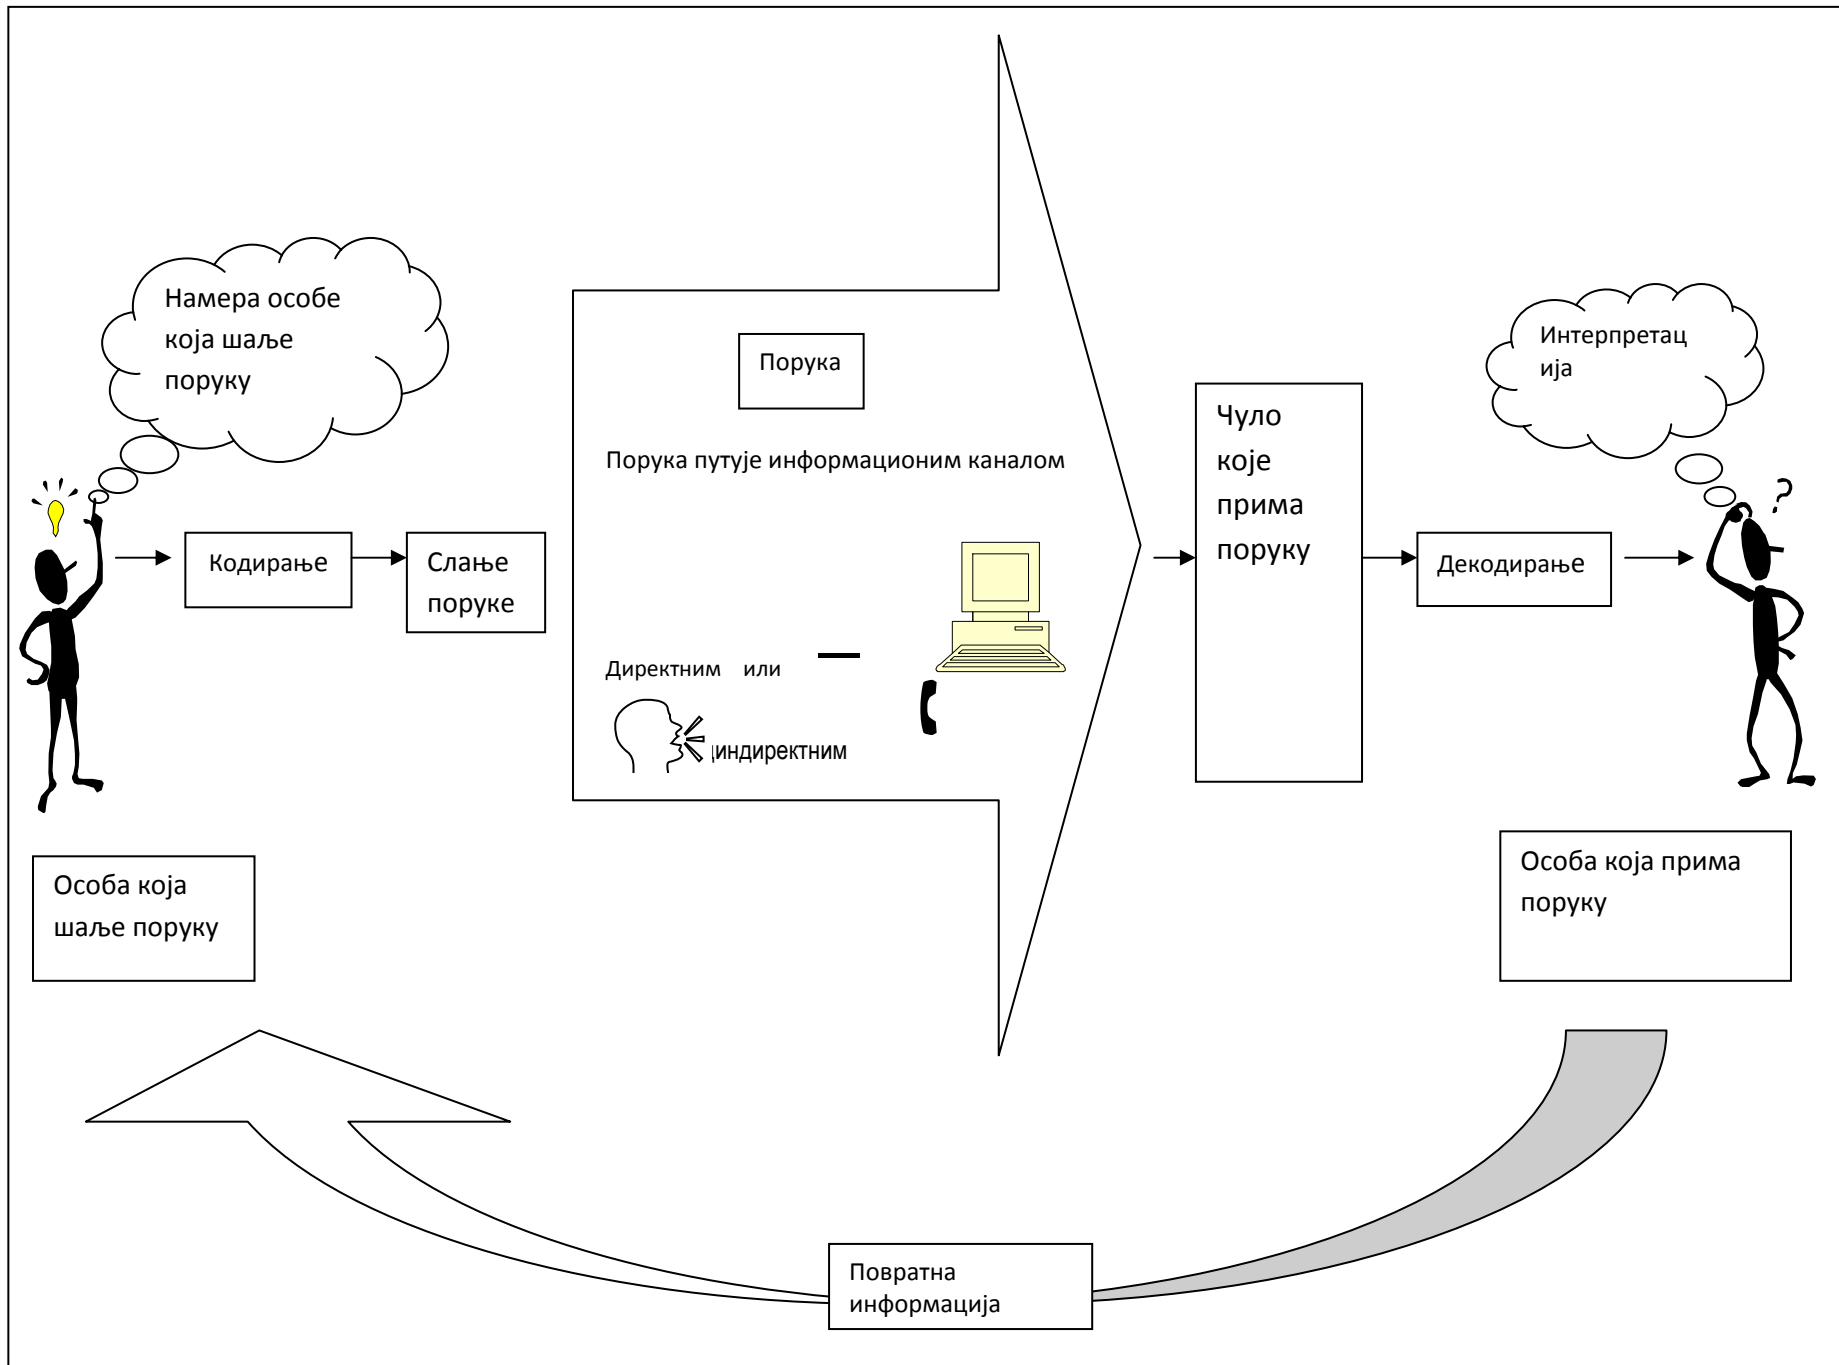 Намера особе
која шаље
поруку
Порука
Интерпретац
ија
Порука путује информационим каналом
Чуло
које
прима
поруку
Кодирање
Слање
поруке
Декодирање
?
Директним или
индиректним
Особа која
шаље поруку
Особа која прима
поруку
Повратна
информација